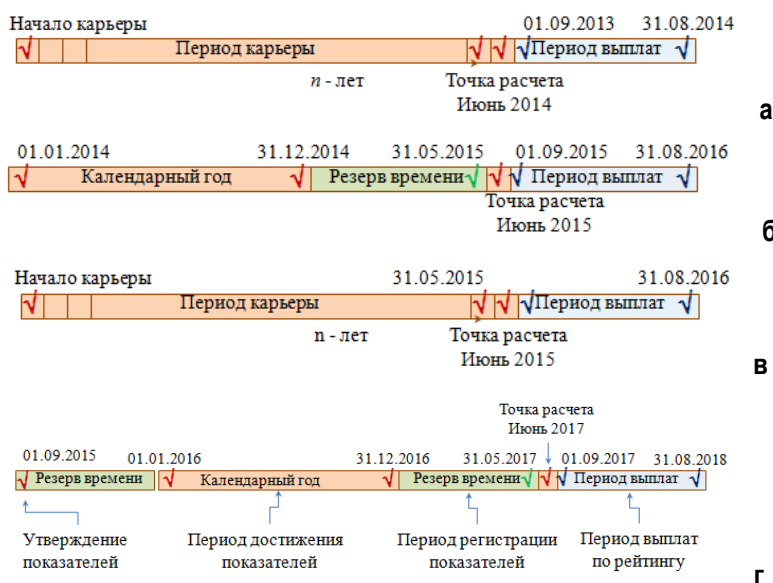 Начало карьеры 01.09.2013 31.08.2014
Период карьеры Период выплат
n - лет Точка расчета
Июнь 2014
а
01.01.2014 31.12.2014 31.05.2015 01.09.2015 31.08.2016
Календарный год Резерв времени Период выплат
Точка расчета
Июнь 2015
б
Начало карьеры 31.05.2015 31.08.2016
Период карьеры Период выплат
n - лет Точка расчета
Июнь 2015
в
Точка расчета
Июнь 2017
01.09.2015 01.01.2016 31.12.2016 31.05.2017 01.09.2017 31.08.2018
Резерв времени Календарный год Резерв времени Период выплат
Утверждение Период достижения Период регистрации Период выплат
показателей показателей показателей по рейтингу
г